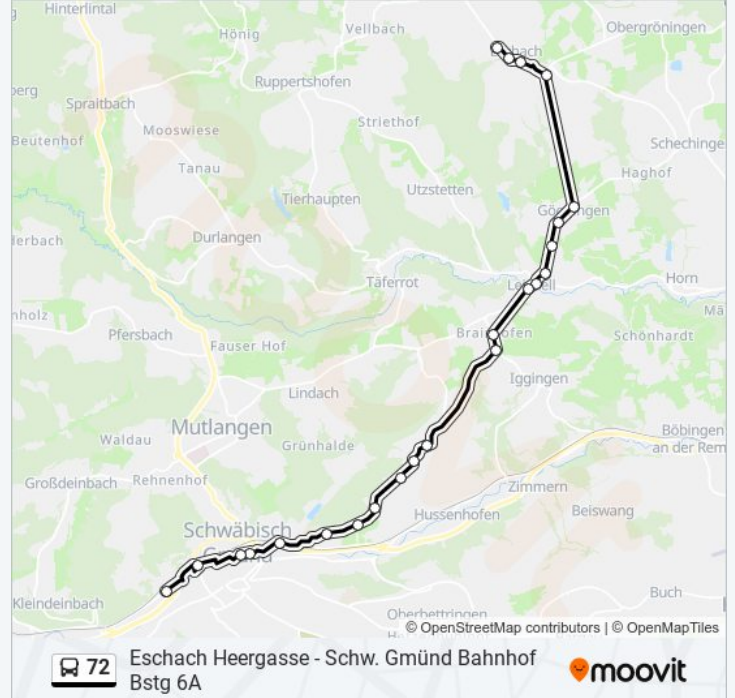 Hinterlintal
Vellbach
Obergröningen
Hönig
Ruppertshofen
Spraitbach
Striethof
Mooswiese
Beutenhof
Schechinge
Tanau
Haghof
Utzstetten
Tierhaupten
Durlangen
Täferrot
Horn
Pfersbach
Fauser Hof
Schönhardt
Iggingen
Lindach
Mutlangen
Waldau
Grünhalde
Böbingen
an der Rem
Großdeinbach
Rehnenhof
Zimmern
Hussenhofen
Beiswang
Schwäbisch
Kleindeinbach
Buch
Oberbettringen
© OpenStreetMap contributors | © OpenMapTiles
72
Eschach Heergasse - Schw. Gmünd Bahnhof
Bstg 6A
moovit